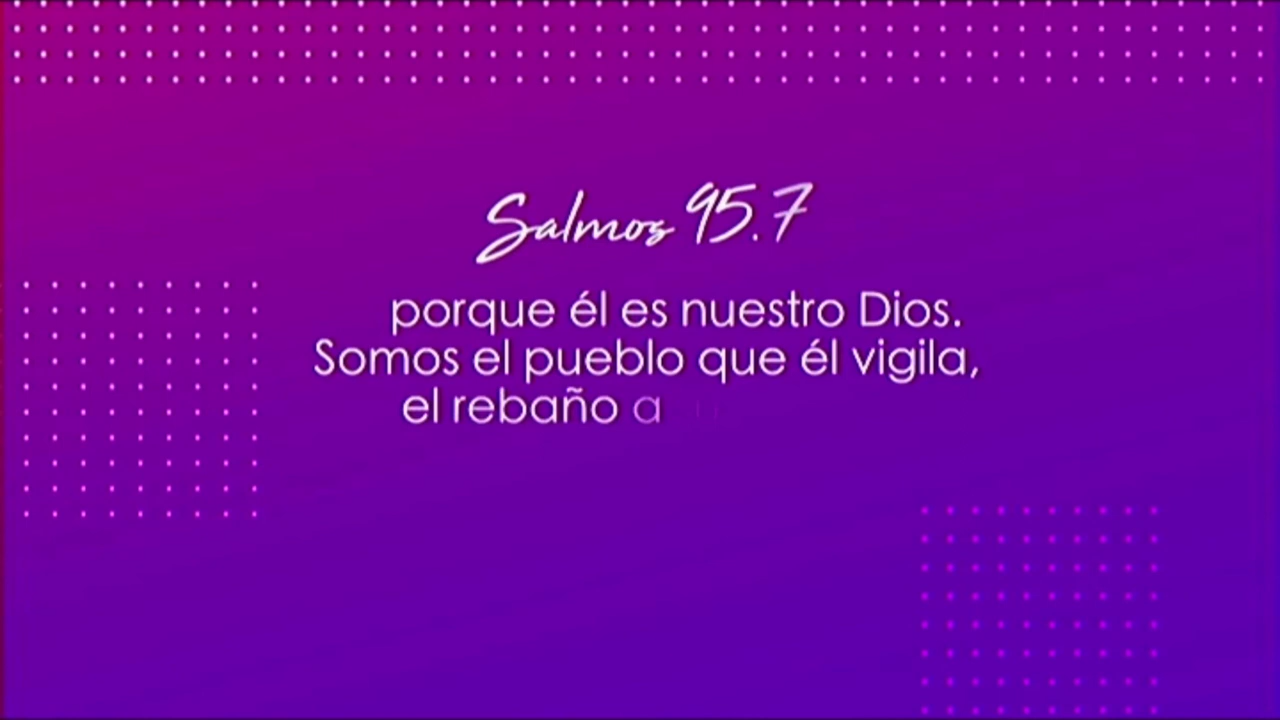 Salmos 95.7
porque él es nuestro Dios.
Somos el pueblo que él vigila,
el rebaño a